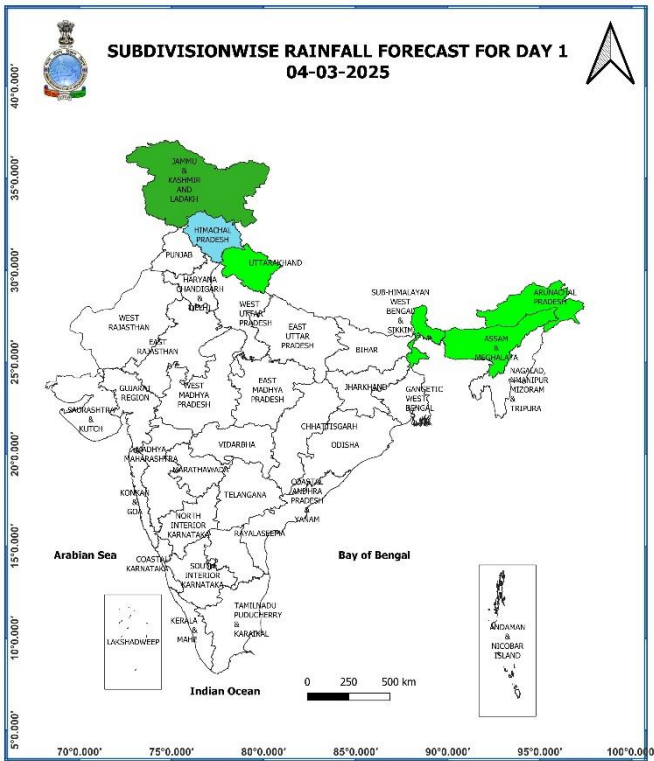 SUBDIVISIONWISE RAINFALL FORECAST FOR DAY 1
04-03-2025
40°0.000'
35°0.000'
30°0.000'
25°0.000'
20°0.000'
15°0.000'
10°0.000'
5°0.000'
JAMMU
&
KASHMIR
AND
LADAKH
HIMACHAL
PRADESH
PUNJAB
UTTARAKHAND
HARYANA
CHANDIGARH
&
DELHI
WEST
UTTAR
PRADESH
WEST
RAJASTHAN
EAST
RAJASTHAN
EAST
UTTAR
PRADESH
SUB-HIMALAYAN
WEST
BENGAL
&
SIKKIM
ARUNACHAL
PRADESH
ASSAM
&
MEGHALAYA
BIHAR
NAGALAD,
MANIPUR
MIZORAM
&
TRIPURA
GUJARAT
REGION
SAURASHTRA
&
KUTCH
WEST
MADHYA
PRADESH
EAST
MADHYA
PRADESH
JHARKHAND
GANGETIC
WEST
BENGAL
CHHATTISGARH
ODISHA
VIDARBHA
MADHYA
MAHARASHTRA
MARATHAWADA
KONKAN
&
GOA
TELANGANA
COASTAL
ANDHRA
PRADESH
&
YANAM
NORTH
INTERIOR
KARNATAKA
RAYALASEEMA
Arabian Sea
Bay of Bengal
COASTAL
KARNATAKA
SOUTH
INTERIOR
KARNATAKA
KERALA
&
MAHE
TAMILNADU
PUDUCHERRY
&
KARAIKAL
LAKSHADWEEP
ANDAMAN
&
NICOBAR
ISLAND
Indian Ocean
0 250 500 km
70°0.000' 75°0.000' 80°0.000' 85°0.000' 90°0.000' 95°0.000' 100°0.000'